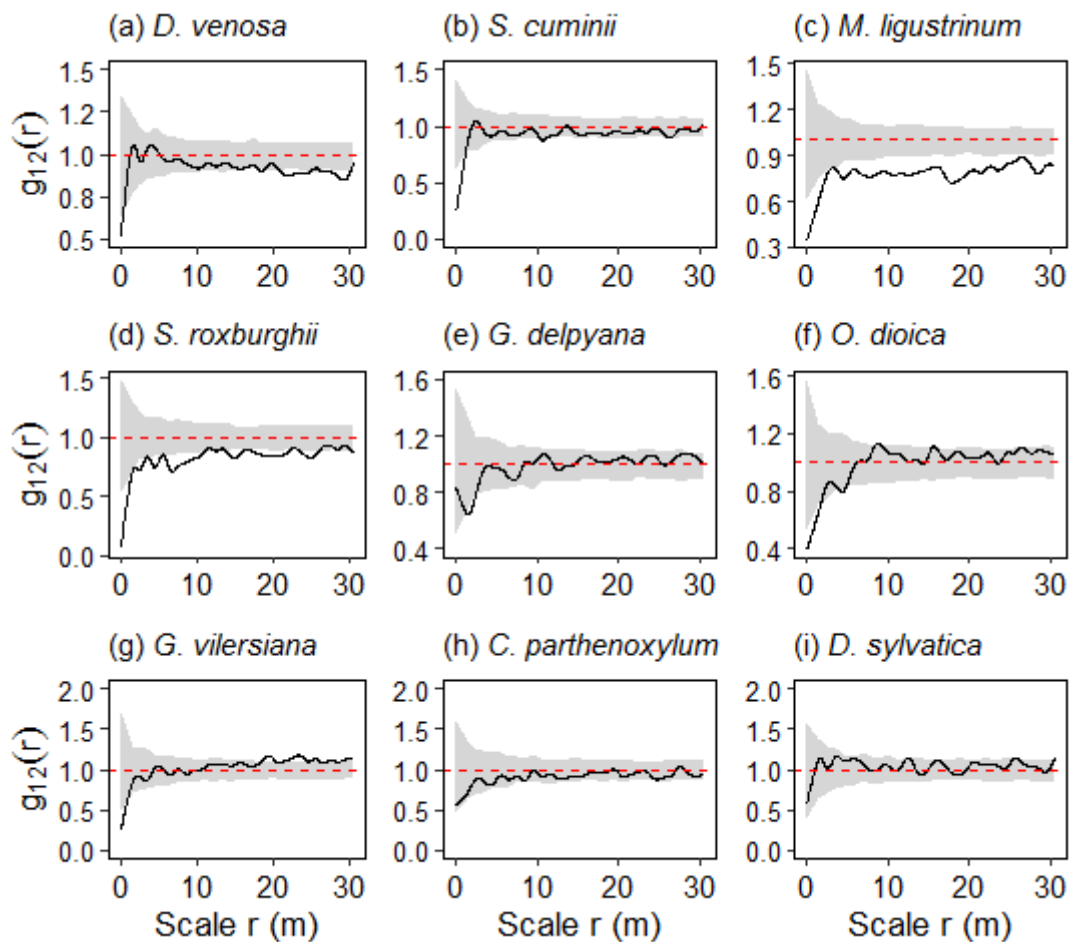 (a) D. venosa (b) S. cuminii (c) M. ligustrinum
g12(r)
1.5
1.2
1.0
0.8
0.5
0 10 20 30
1.5
1.0
0.5
0.0
0 10 20 30
1.5
1.2
0.9
0.6
0.3
0 10 20 30
(d) S. roxburghii (e) G. delpyana (f) O. dioica
g12(r)
1.5
1.0
0.5
0.0
0 10 20 30
1.6
1.2
0.8
0.4
0 10 20 30
1.6
1.2
0.8
0.4
0 10 20 30
(g) G. vilersiana (h) C. parthenoxylum (i) D. sylvatica
g12(r)
2.0
1.5
1.0
0.5
0.0
0 10 20 30
Scale r (m)
2.0
1.5
1.0
0.5
0.0
0 10 20 30
Scale r (m)
2.0
1.5
1.0
0.5
0.0
0 10 20 30
Scale r (m)